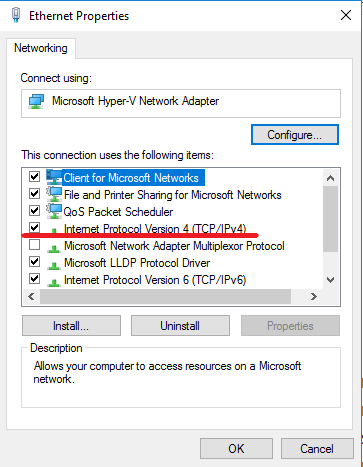 Ethernet Properties
Networking
Connect using:
Microsoft Hyper-V Network Adapter
Configure...
This connection uses the following items:
Client for Microsoft Networks
File and Printer Sharing for Microsoft Networks
QoS Packet Scheduler
Internet Protocol Version 4 (TCP/IPv4)
Microsoft Network Adapter Multiplexor Protocol
Microsoft LLDP Protocol Driver
Internet Protocol Version 6 (TCP/IPv6)
Install... Uninstall Properties
Description
Allows your computer to access resources on a Microsoft
network.
OK Cancel